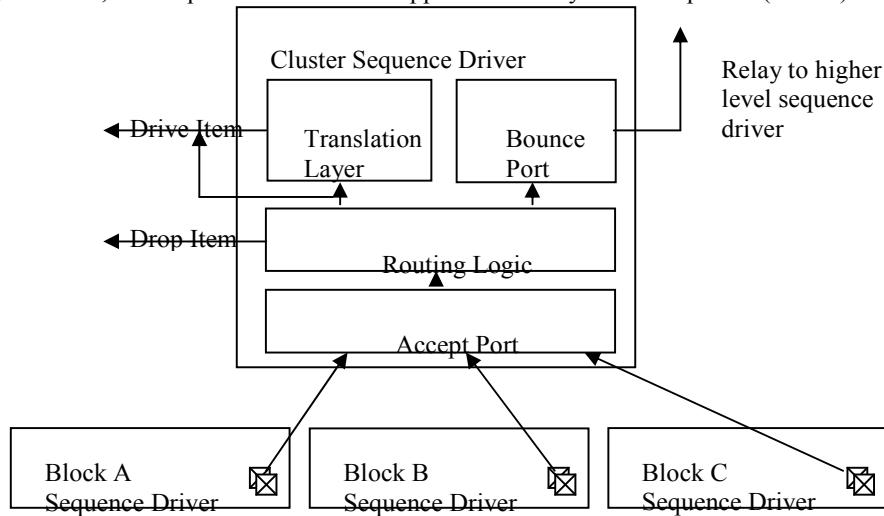 Cluster Sequence Driver
Relay to higher
level sequence
driver
Drive Item
Translation
Layer
Bounce
Port
Drop Item
Routing Logic
Accept Port
Block A
Sequence Driver
Block B
Sequence Driver
Block C
Sequence Driver